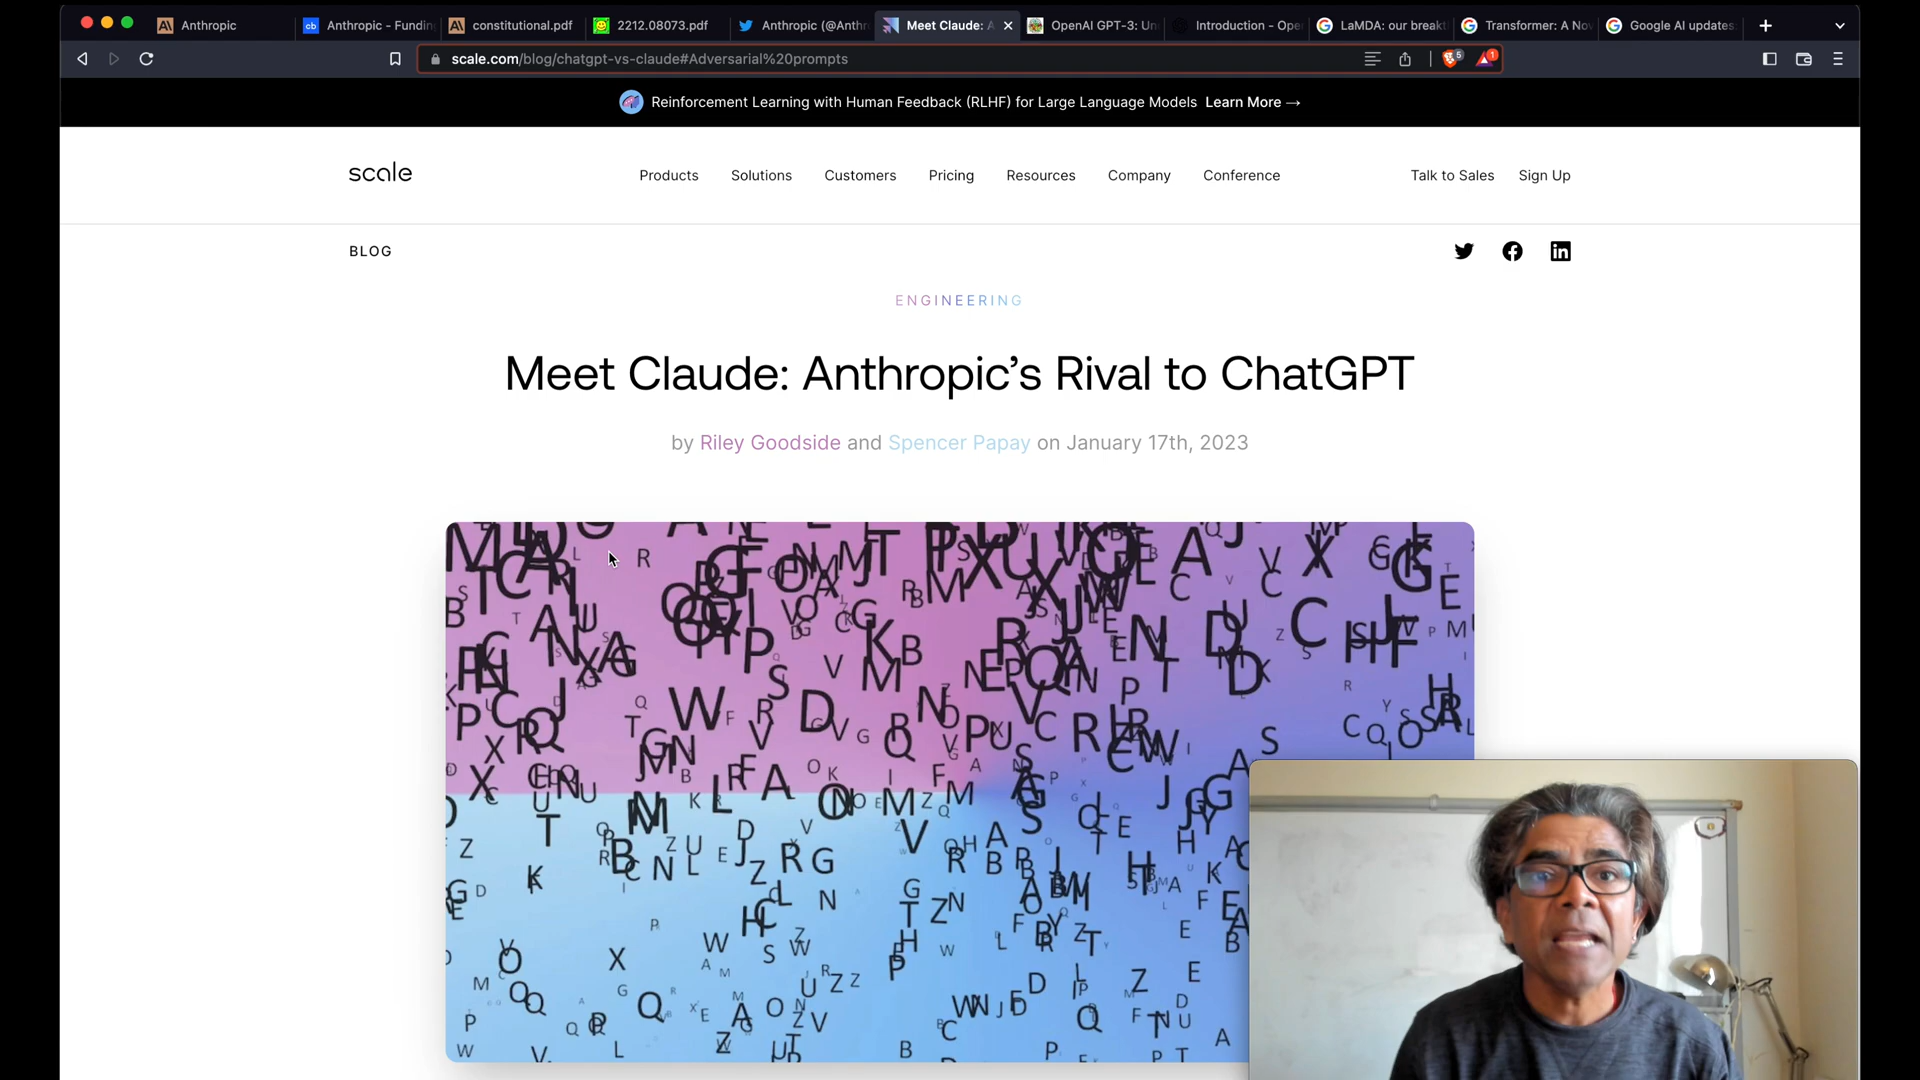 Anthropic
Anthropic - Fundin
constitutional.pdf
2212.08073.pdf
Anthropic (@Anthr
Meet Claude: A
OpenAI GPT-3: Un
Introduction - Ope
LaMDA: our breakt
Transformer: A Nov
Google AI updates:
scale.com/blog/chatgpt-vs-claude#Adversarial%20prompts
5
1
Reinforcement Learning with Human Feedback (RLHF) for Large Language Models Learn More →
scale
Products
Solutions
Customers
Pricing
Resources
Company
Conference
Talk to Sales
Sign Up
BLOG
ENGINEERING
Meet Claude: Anthropic's Rival to ChatGPT
by Riley Goodside and Spencer Papay on January 17th, 2023